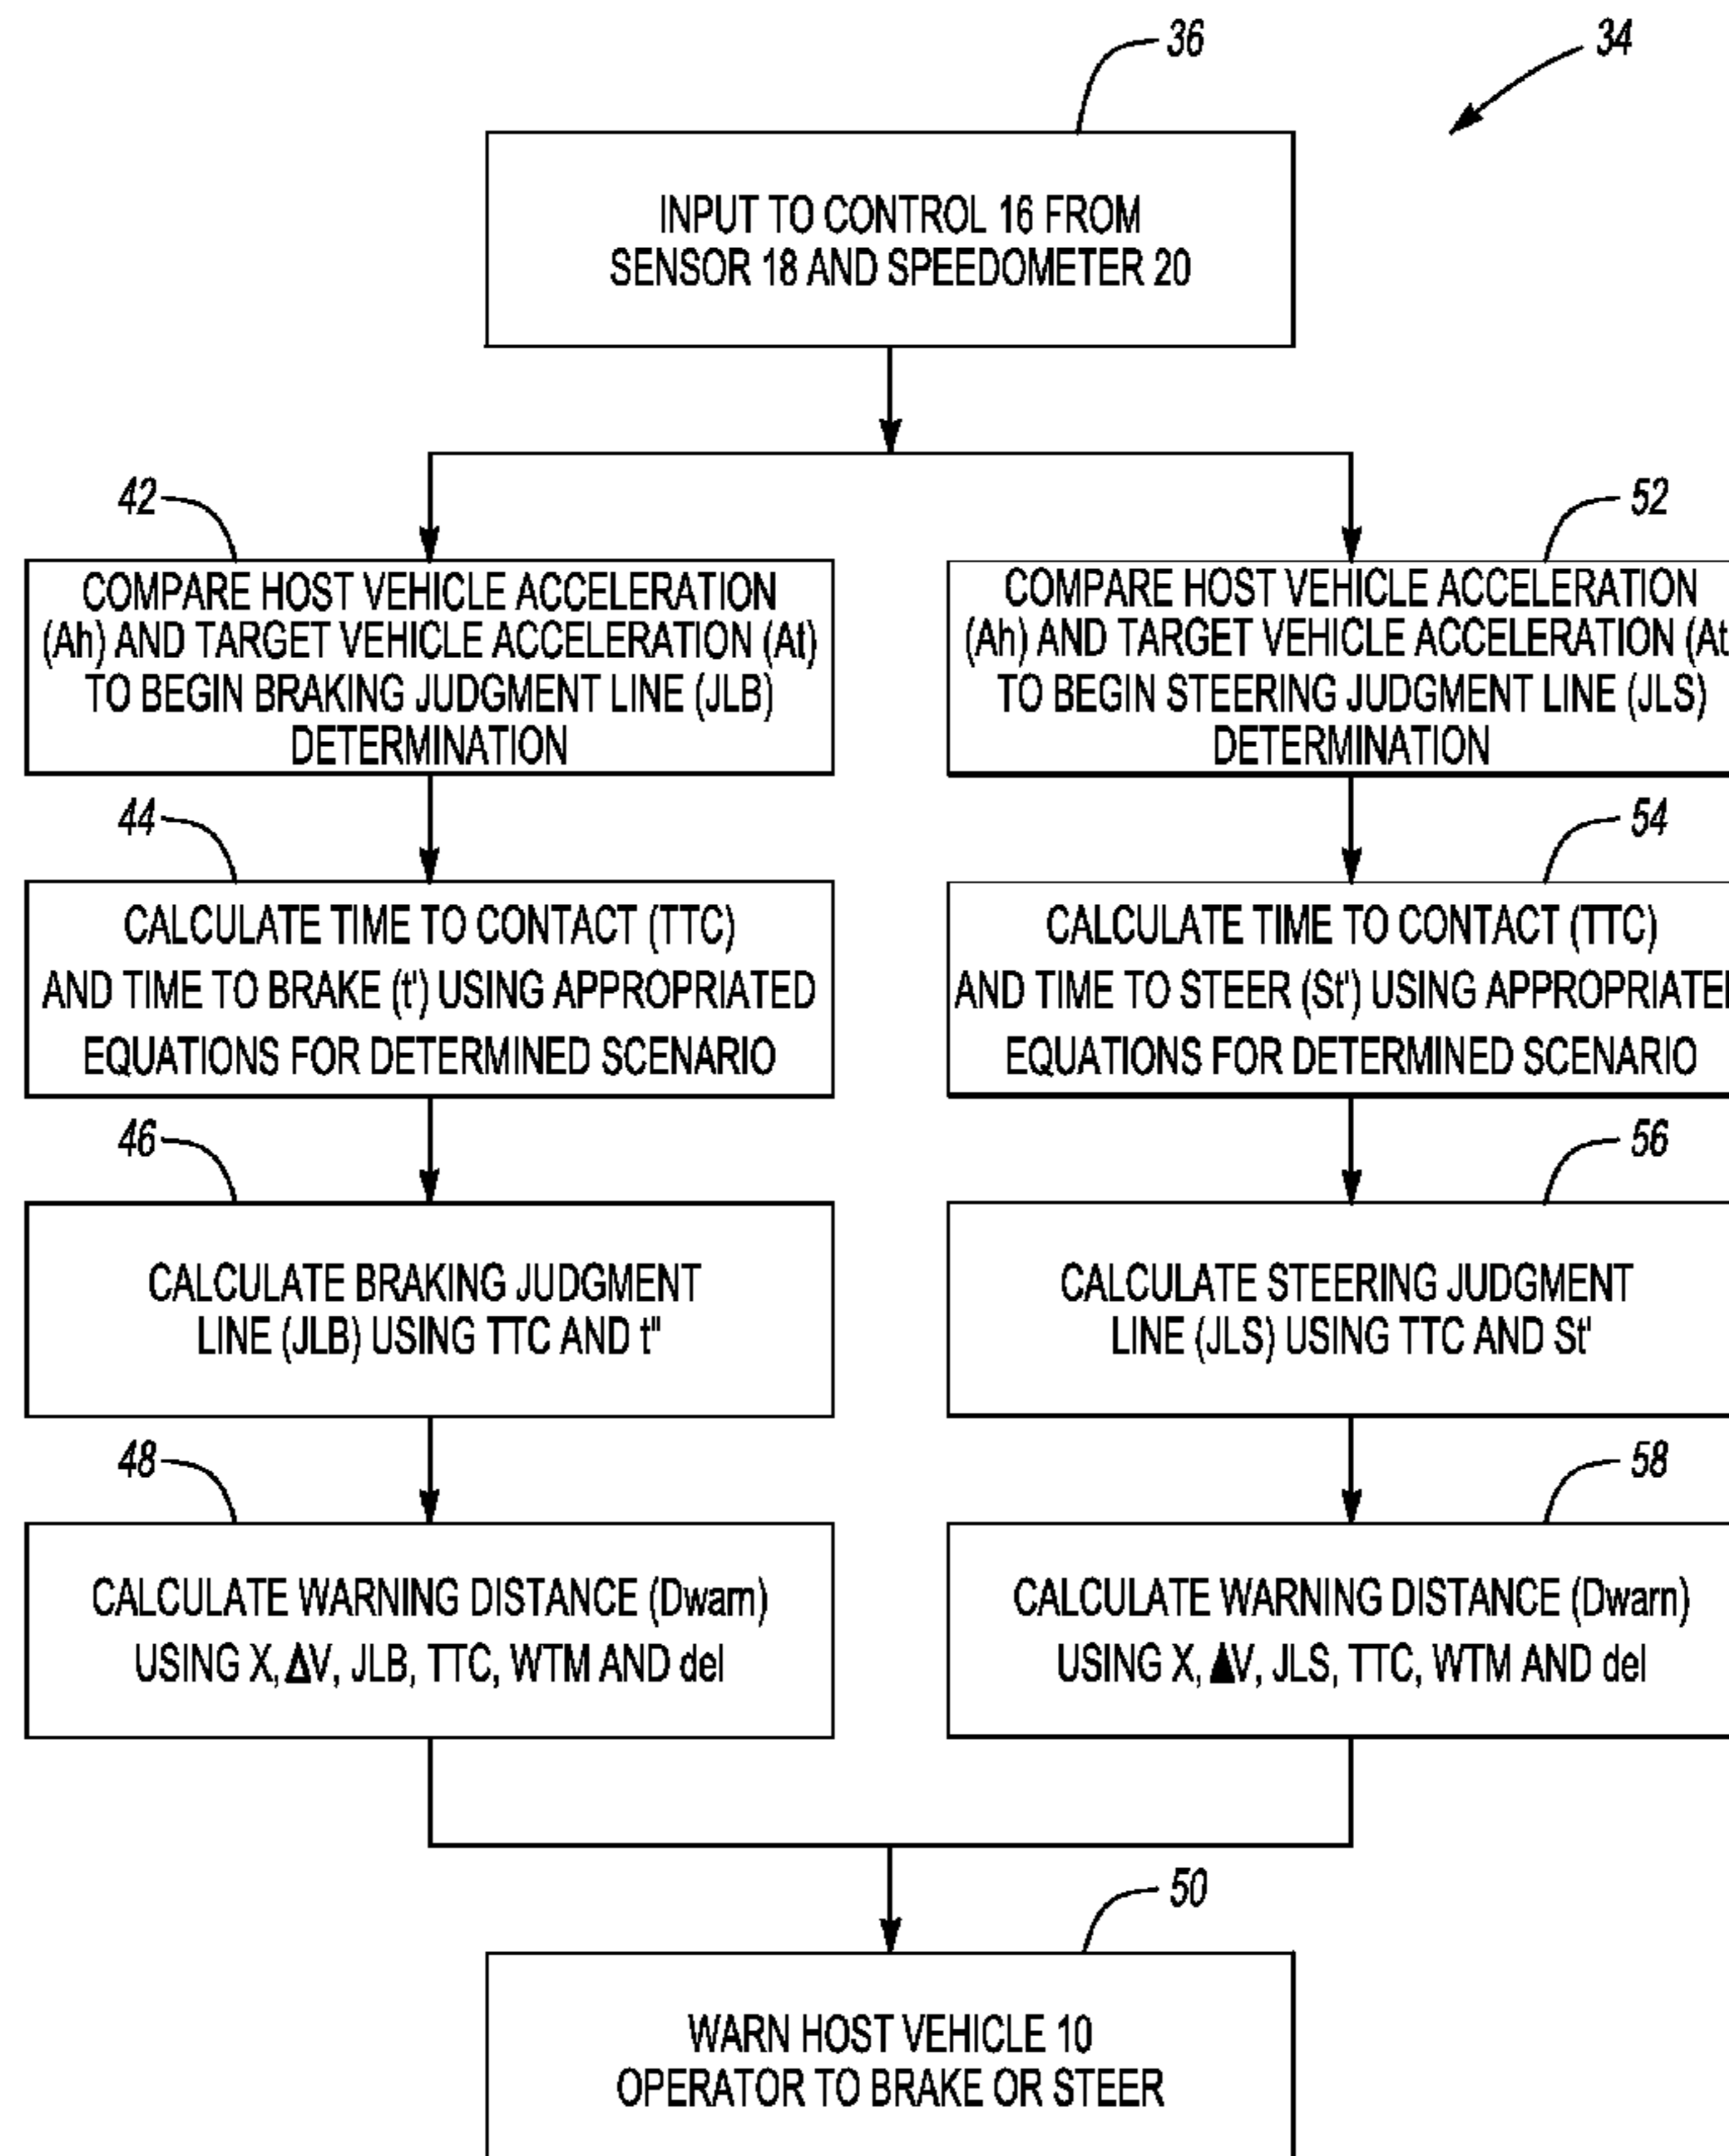 36
34
INPUT TO CONTROL 16 FROM
SENSOR 18 AND SPEEDOMETER 20
42
COMPARE HOST VEHICLE ACCELERATION
(Ah) AND TARGET VEHICLE ACCELERATION (At)
TO BEGIN BRAKING JUDGMENT LINE (JLB)
DETERMINATION
52
COMPARE HOST VEHICLE ACCELERATION
(Ah) AND TARGET VEHICLE ACCELERATION (At
TO BEGIN STEERING JUDGMENT LINE (JLS)
DETERMINATION
44
CALCULATE TIME TO CONTACT (TTC)
AND TIME TO BRAKE (t') USING APPROPRIATED
EQUATIONS FOR DETERMINED SCENARIO
54
CALCULATE TIME TO CONTACT (TTC)
AND TIME TO STEER (St') USING APPROPRIATED
EQUATIONS FOR DETERMINED SCENARIO
46
CALCULATE BRAKING JUDGMENT
LINE (JLB) USING TTC AND t"
56
CALCULATE STEERING JUDGMENT
LINE (JLS) USING TTC AND St'
48
CALCULATE WARNING DISTANCE (Dwarn)
USING X, ΔV, JLB, TTC, WTM AND del
58
CALCULATE WARNING DISTANCE (Dwarn)
USING X, ▲V, JLS, TTC, WTM AND del
50
WARN HOST VEHICLE 10
OPERATOR TO BRAKE OR STEER